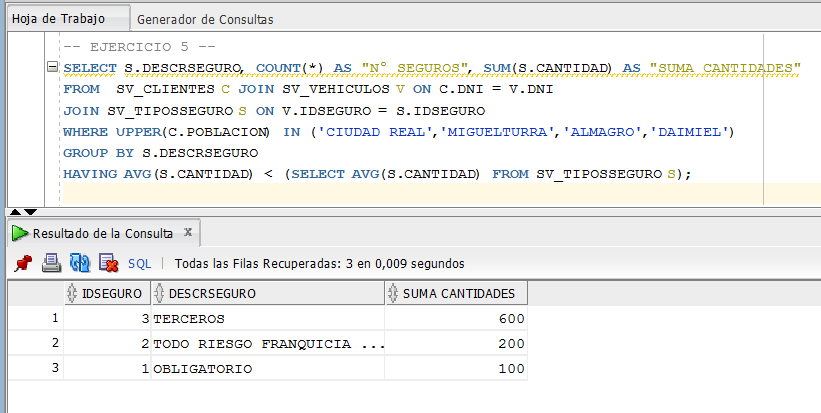 Hoja de Trabajo Generador de Consultas
-- EJERCICIO 5 --
SELECT S.DESCRSEGURO, COUNT(*) AS "Nº SEGUROS", SUM(S.CANTIDAD) AS "SUMA CANTIDADES"
FROM SV_CLIENTES C JOIN SV_VEHICULOS V ON C.DNI = V.DNI
JOIN SV_TIPOSSEGURO S ON V.IDSEGURO = S.IDSEGURO
WHERE UPPER(C.POBLACION) IN ('CIUDAD REAL','MIGUELTURRA','ALMAGRO','DAIMIEL')
GROUP BY S.DESCRSEGURO
HAVING AVG(S.CANTIDAD) < (SELECT AVG(S.CANTIDAD) FROM SV_TIPOSSEGURO S);
Resultado de la Consulta x
SQL | Todas las Filas Recuperadas: 3 en 0,009 segundos
IDSEGURO DESCRSEGURO SUMA CANTIDADES
1 3 TERCEROS 600
2 2 TODO RIESGO FRANQUICIA ... 200
3 1 OBLIGATORIO 100